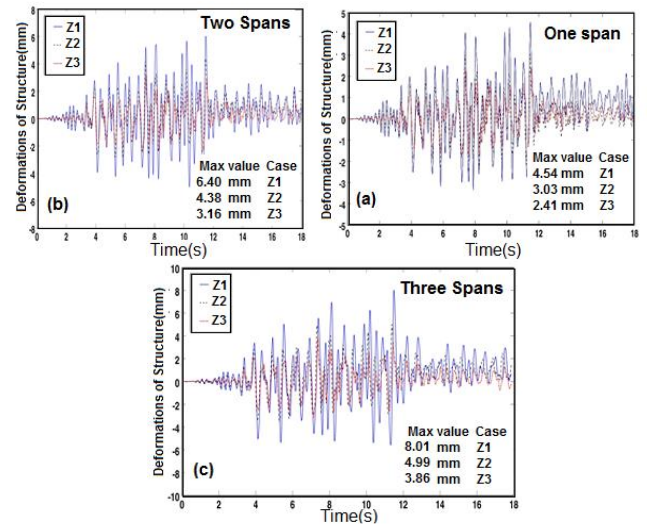 Two Spans
Z1
Z2
Z3
Deformations of Structure(mm)
8
6
4
2
0
-2
-4
-6
-8
Max value Case
6.40 mm Z1
4.38 mm Z2
3.16 mm Z3
(b)
0 2 4 6 8 10 12 14 16 18
Time(s)
One span
Z1
Z2
Z3
Deformations of Structure(mm)
5
4
3
2
1
0
-1
-2
-3
-4
-5
Max value Case
4.54 mm Z1
3.03 mm Z2
2.41 mm Z3
(a)
0 2 4 6 8 10 12 14 16 18
Time(s)
Three Spans
Z1
Z2
Z3
Deformations of Structure(mm)
10
8
6
4
2
0
-2
-4
-6
-8
-10
Max value Case
8.01 mm Z1
4.99 mm Z2
3.86 mm Z3
(c)
0 2 4 6 8 10 12 14 16 18
Time(s)